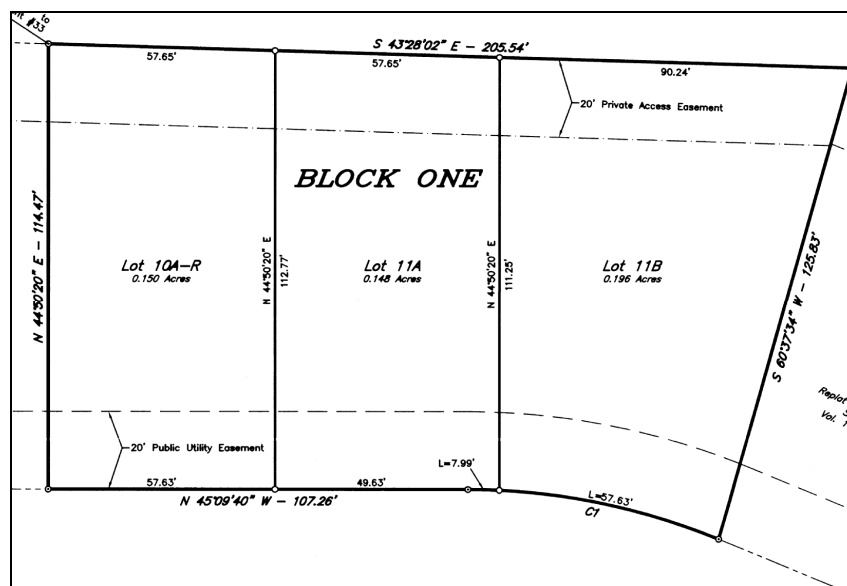 to
#33
S 43°28'02" E - 205.54'
57.65'
57.65'
90.24'
20' Private Access Easement
BLOCK ONE
N 44°50'20" E - 114.47'
Lot 10A-R
0.150 Acres
N 44°50'20" E
112.77'
Lot 11A
0.148 Acres
N 44°50'20" E
111.25'
Lot 11B
0.196 Acres
S 60°37'34" W - 125.83'
Replat
Vol. 1
20' Public Utility Easement
L=7.99'
57.63'
49.63'
L=57.63'
N 45°09'40" W - 107.26'
C1